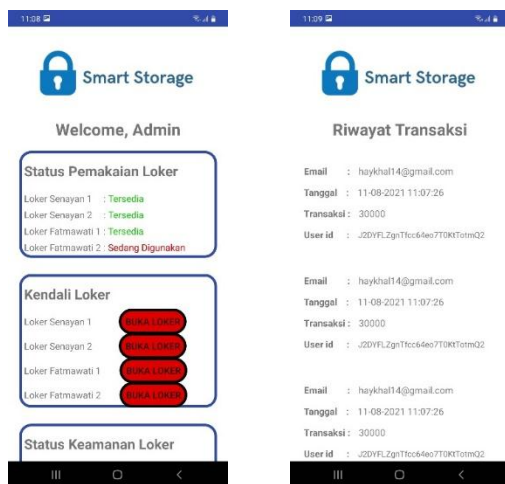 11:08
Smart Storage
Welcome, Admin
Status Pemakaian Loker
Loker Senayan 1 : Tersedia
Loker Senayan 2 : Tersedia
Loker Fatmawati 1 : Tersedia
Loker Fatmawati 2 : Sedang Digunakan
Kendali Loker
Loker Senayan 1 BUKA LOKER
Loker Senayan 2 BUKA LOKER
Loker Fatmawati 1 BUKA LOKER
Loker Fatmawati 2 BUKA LOKER
Status Keamanan Loker
11:09
Smart Storage
Riwayat Transaksi
Email : haykhal14@gmail.com
Tanggal : 11-08-2021 11:07:26
Transaksi : 30000
User id : J2DYFLZgnTfcc64eo7T0KtTotmQ2
Email : haykhal14@gmail.com
Tanggal : 11-08-2021 11:07:26
Transaksi : 30000
User id : J2DYFLZgnTfcc64eo7T0KtTotmQ2
Email : haykhal14@gmail.com
Tanggal : 11-08-2021 11:07:26
Transaksi : 30000
User id : J2DYFLZgnTfcc64eo7T0KtTotmQ2